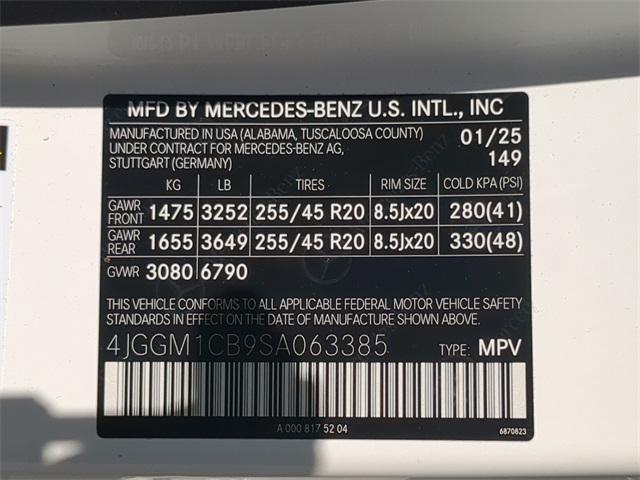 MFD BY MERCEDES-BENZ U.S. INTL., INC
MANUFACTURED IN USA (ALABAMA, TUSCALOOSA COUNTY) 01/25
UNDER CONTRACT FOR MERCEDES-BENZ AG,
STUTTGART (GERMANY) 149
KG LB TIRES RIM SIZE COLD KPA (PSI)
GAWR FRONT 1475 3252 255/45 R20 8.5Jx20 280(41)
GAWR REAR 1655 3649 255/45 R20 8.5Jx20 330(48)
GVWR 3080 6790
THIS VEHICLE CONFORMS TO ALL APPLICABLE FEDERAL MOTOR VEHICLE SAFETY
STANDARDS IN EFFECT ON THE DATE OF MANUFACTURE SHOWN ABOVE.
4JGGM1CB9SA063385 TYPE: MPV
A 000 817 52 04
6870823